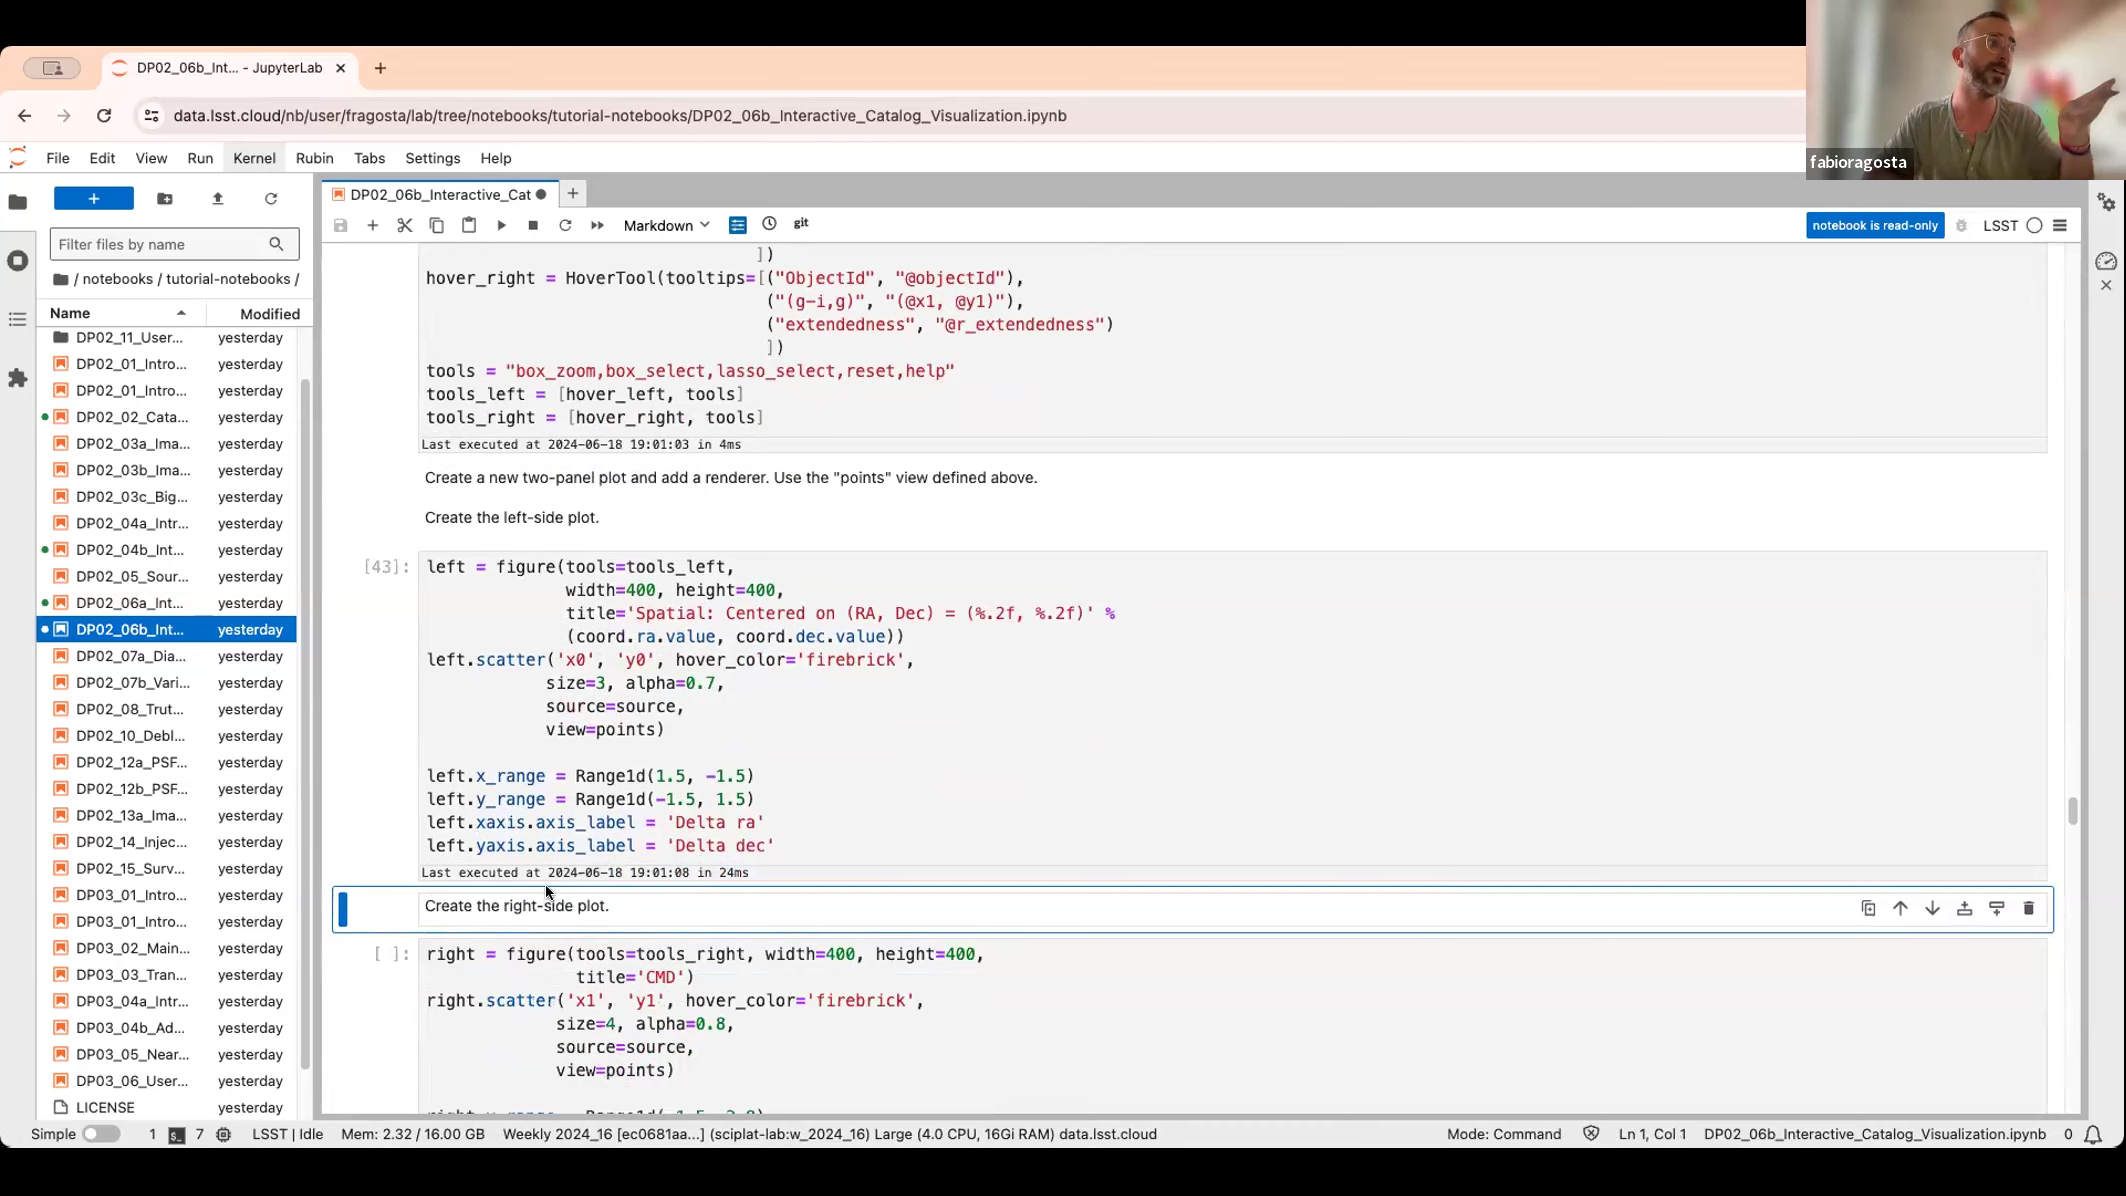 DP02_06b_Int... - JupyterLab
data.lsst.cloud/nb/user/fragosta/lab/tree/notebooks/tutorial-notebooks/DP02_06b_Interactive_Catalog_Visualization.ipynb
fabioragosta
File Edit View Run Kernel Rubin Tabs Settings Help
DP02_06b_Interactive_Cat
Markdown
git
notebook is read-only
LSST
Filter files by name
/ notebooks / tutorial-notebooks /
Name Modified
DP02_11_User... yesterday
DP02_01_Intro... yesterday
DP02_01_Intro... yesterday
DP02_02_Cata... yesterday
DP02_03a_Ima... yesterday
DP02_03b_Ima... yesterday
DP02_03c_Big... yesterday
DP02_04a_Intr... yesterday
DP02_04b_Int... yesterday
DP02_05_Sour... yesterday
DP02_06a_Int... yesterday
DP02_06b_Int... yesterday
DP02_07a_Dia... yesterday
DP02_07b_Vari... yesterday
DP02_08_Trut... yesterday
DP02_10_Debl... yesterday
DP02_12a_PSF... yesterday
DP02_12b_PSF... yesterday
DP02_13a_Ima... yesterday
DP02_14_Injec... yesterday
DP02_15_Surv... yesterday
DP03_01_Intro... yesterday
DP03_01_Intro... yesterday
DP03_02_Main... yesterday
DP03_03_Tran... yesterday
DP03_04a_Intr... yesterday
DP03_04b_Ad... yesterday
DP03_05_Near... yesterday
DP03_06_User... yesterday
LICENSE yesterday
])
hover_right = HoverTool(tooltips=[("ObjectId", "@objectId"),
("(g-i,g)", "(@x1, @y1)"),
("extendedness", "@r_extendedness")
])
tools = "box_zoom,box_select,lasso_select,reset,help"
tools_left = [hover_left, tools]
tools_right = [hover_right, tools]
Last executed at 2024-06-18 19:01:03 in 4ms
Create a new two-panel plot and add a renderer. Use the "points" view defined above.
Create the left-side plot.
[43]:
left = figure(tools=tools_left,
width=400, height=400,
title='Spatial: Centered on (RA, Dec) = (%.2f, %.2f)' %
(coord.ra.value, coord.dec.value))
left.scatter('x0', 'y0', hover_color='firebrick',
size=3, alpha=0.7,
source=source,
view=points)
left.x_range = Range1d(1.5, -1.5)
left.y_range = Range1d(-1.5, 1.5)
left.xaxis.axis_label = 'Delta ra'
left.yaxis.axis_label = 'Delta dec'
Last executed at 2024-06-18 19:01:08 in 24ms
Create the right-side plot.
[ ]:
right = figure(tools=tools_right, width=400, height=400,
title='CMD')
right.scatter('x1', 'y1', hover_color='firebrick',
size=4, alpha=0.8,
source=source,
view=points)
Simple 1 7 LSST | Idle Mem: 2.32 / 16.00 GB Weekly 2024_16 [ec0681aa...] (sciplat-lab:w_2024_16) Large (4.0 CPU, 16Gi RAM) data.lsst.cloud Mode: Command Ln 1, Col 1 DP02_06b_Interactive_Catalog_Visualization.ipynb 0